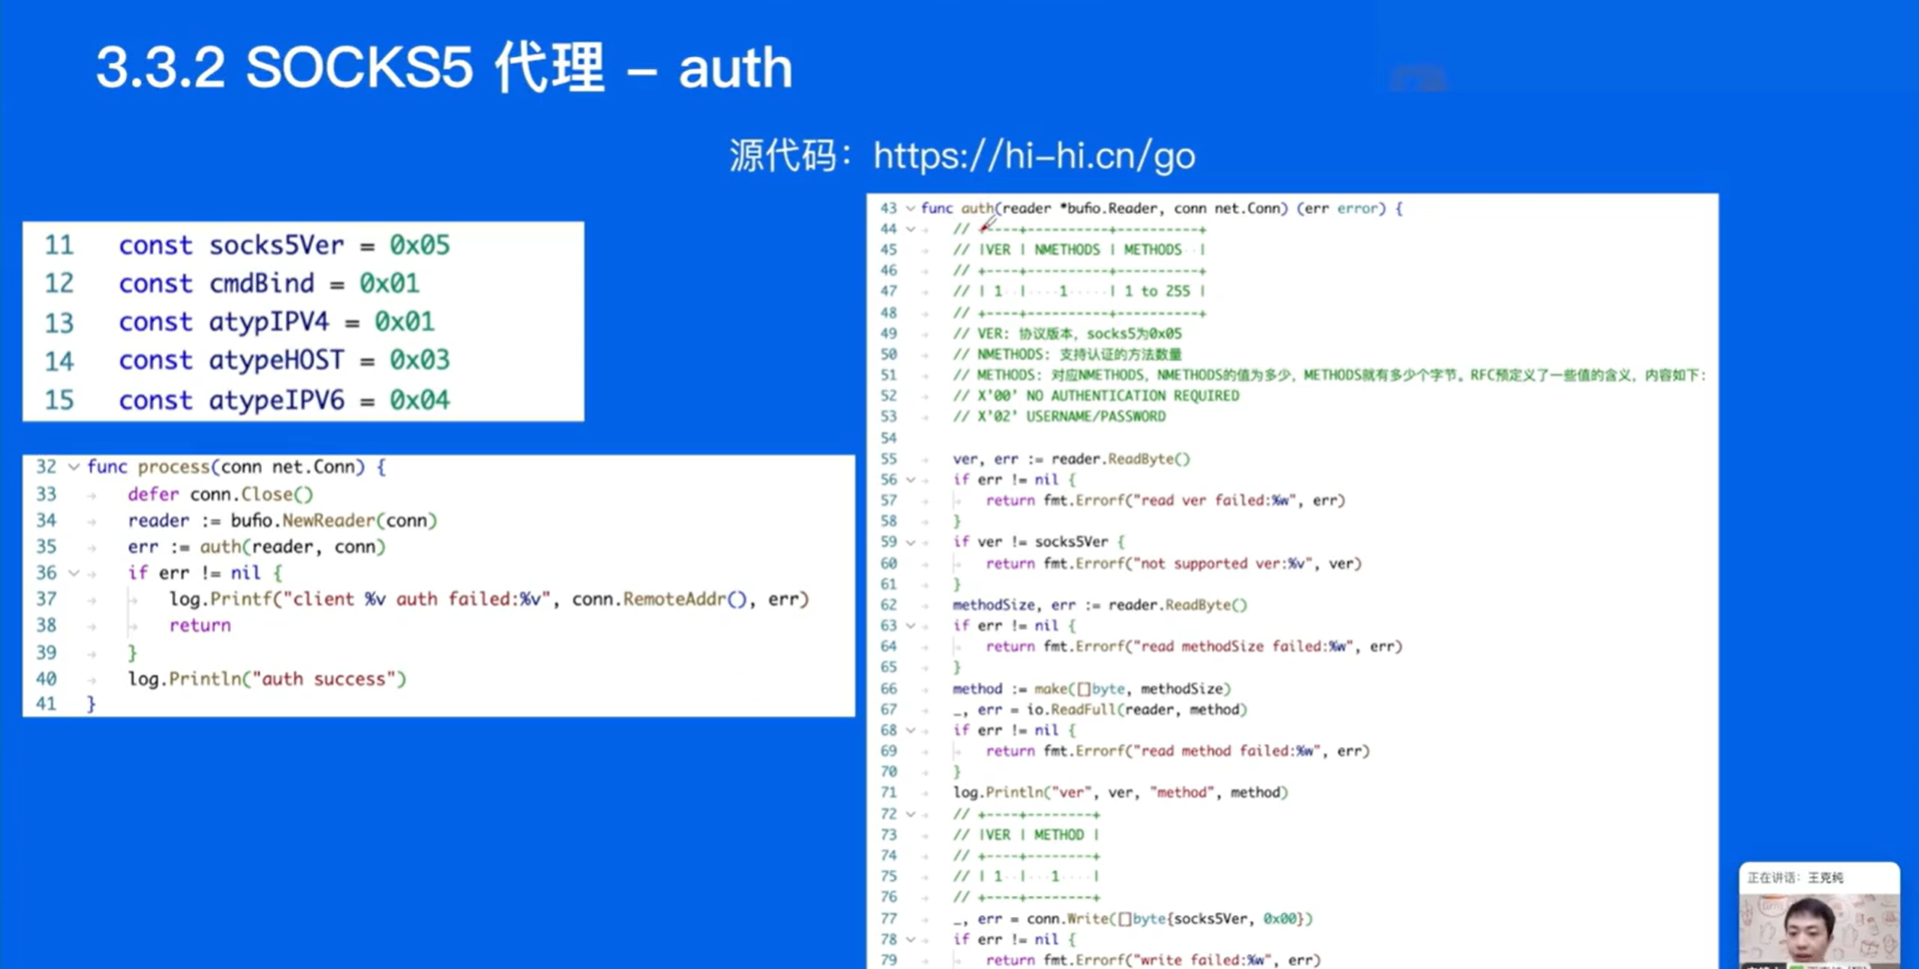 3.3.2 SOCKS5 代理 – auth
源代码：https://hi-hi.cn/go
11 const socks5Ver = 0x05
12 const cmdBind = 0x01
13 const atypIPV4 = 0x01
14 const atypeHOST = 0x03
15 const atypeIPV6 = 0x04
32 func process(conn net.Conn) {
33 defer conn.Close()
34 reader := bufio.NewReader(conn)
35 err := auth(reader, conn)
36 if err != nil {
37 log.Printf("client %v auth failed:%v", conn.RemoteAddr(), err)
38 return
39 }
40 log.Println("auth success")
41 }
43 func auth(reader *bufio.Reader, conn net.Conn) (err error) {
44 // +----+----------+----------+
45 // |VER | NMETHODS | METHODS  |
46 // +----+----------+----------+
47 // | 1  |    1     | 1 to 255 |
48 // +----+----------+----------+
49 // VER: 协议版本，socks5为0x05
50 // NMETHODS: 支持认证的方法数量
51 // METHODS: 对应NMETHODS，NMETHODS的值为多少，METHODS就有多少个字节。RFC预定义了一些值的含义，内容如下:
52 // X'00' NO AUTHENTICATION REQUIRED
53 // X'02' USERNAME/PASSWORD
54
55 ver, err := reader.ReadByte()
56 if err != nil {
57 return fmt.Errorf("read ver failed:%w", err)
58 }
59 if ver != socks5Ver {
60 return fmt.Errorf("not supported ver:%v", ver)
61 }
62 methodSize, err := reader.ReadByte()
63 if err != nil {
64 return fmt.Errorf("read methodSize failed:%w", err)
65 }
66 method := make([]byte, methodSize)
67 _, err = io.ReadFull(reader, method)
68 if err != nil {
69 return fmt.Errorf("read method failed:%w", err)
70 }
71 log.Println("ver", ver, "method", method)
72 // +----+--------+
73 // |VER | METHOD |
74 // +----+--------+
75 // | 1  |   1    |
76 // +----+--------+
77 _, err = conn.Write([]byte{socks5Ver, 0x00})
78 if err != nil {
79 return fmt.Errorf("write failed:%w", err)
正在讲话：王克纯